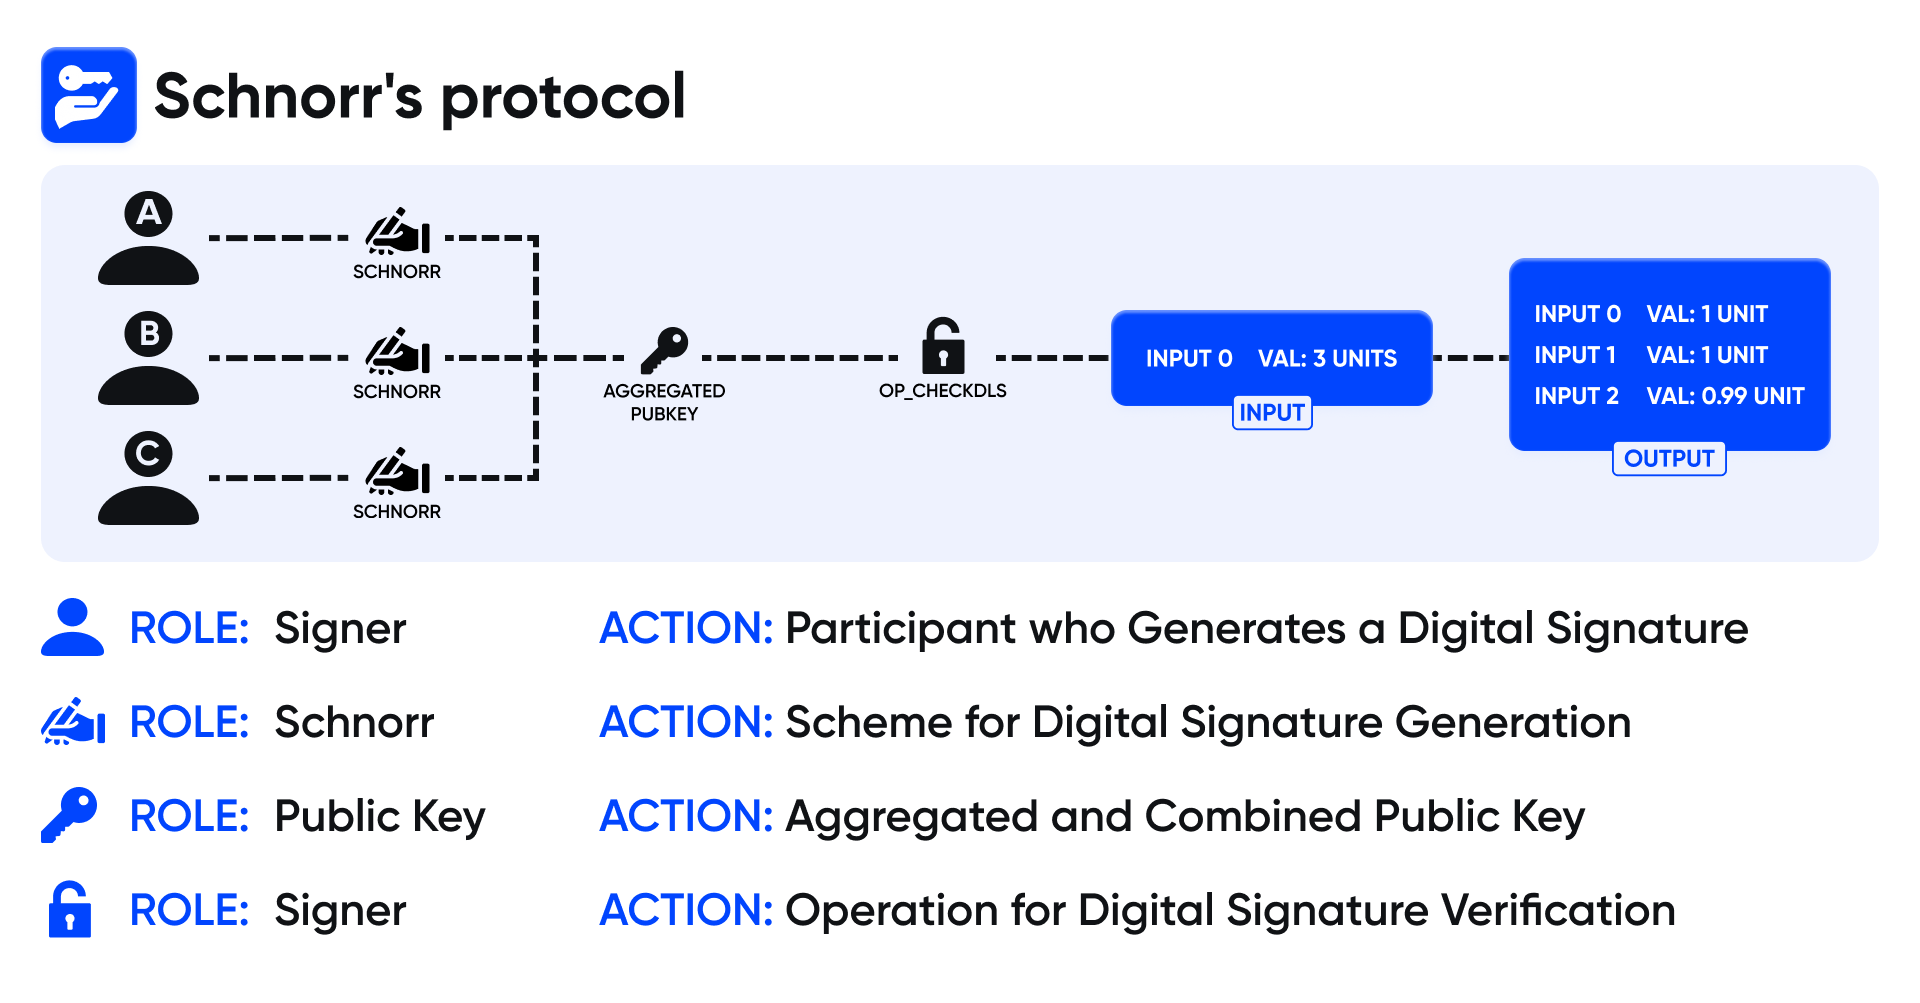 Schnorr's protocol
A
SCHNORR
B
SCHNORR
C
SCHNORR
AGGREGATED
PUBKEY
OP_CHECKDLS
INPUT 0 VAL: 3 UNITS
INPUT
INPUT 0 VAL: 1 UNIT
INPUT 1 VAL: 1 UNIT
INPUT 2 VAL: 0.99 UNIT
OUTPUT
ROLE: Signer ACTION: Participant who Generates a Digital Signature
ROLE: Schnorr ACTION: Scheme for Digital Signature Generation
ROLE: Public Key ACTION: Aggregated and Combined Public Key
ROLE: Signer ACTION: Operation for Digital Signature Verification